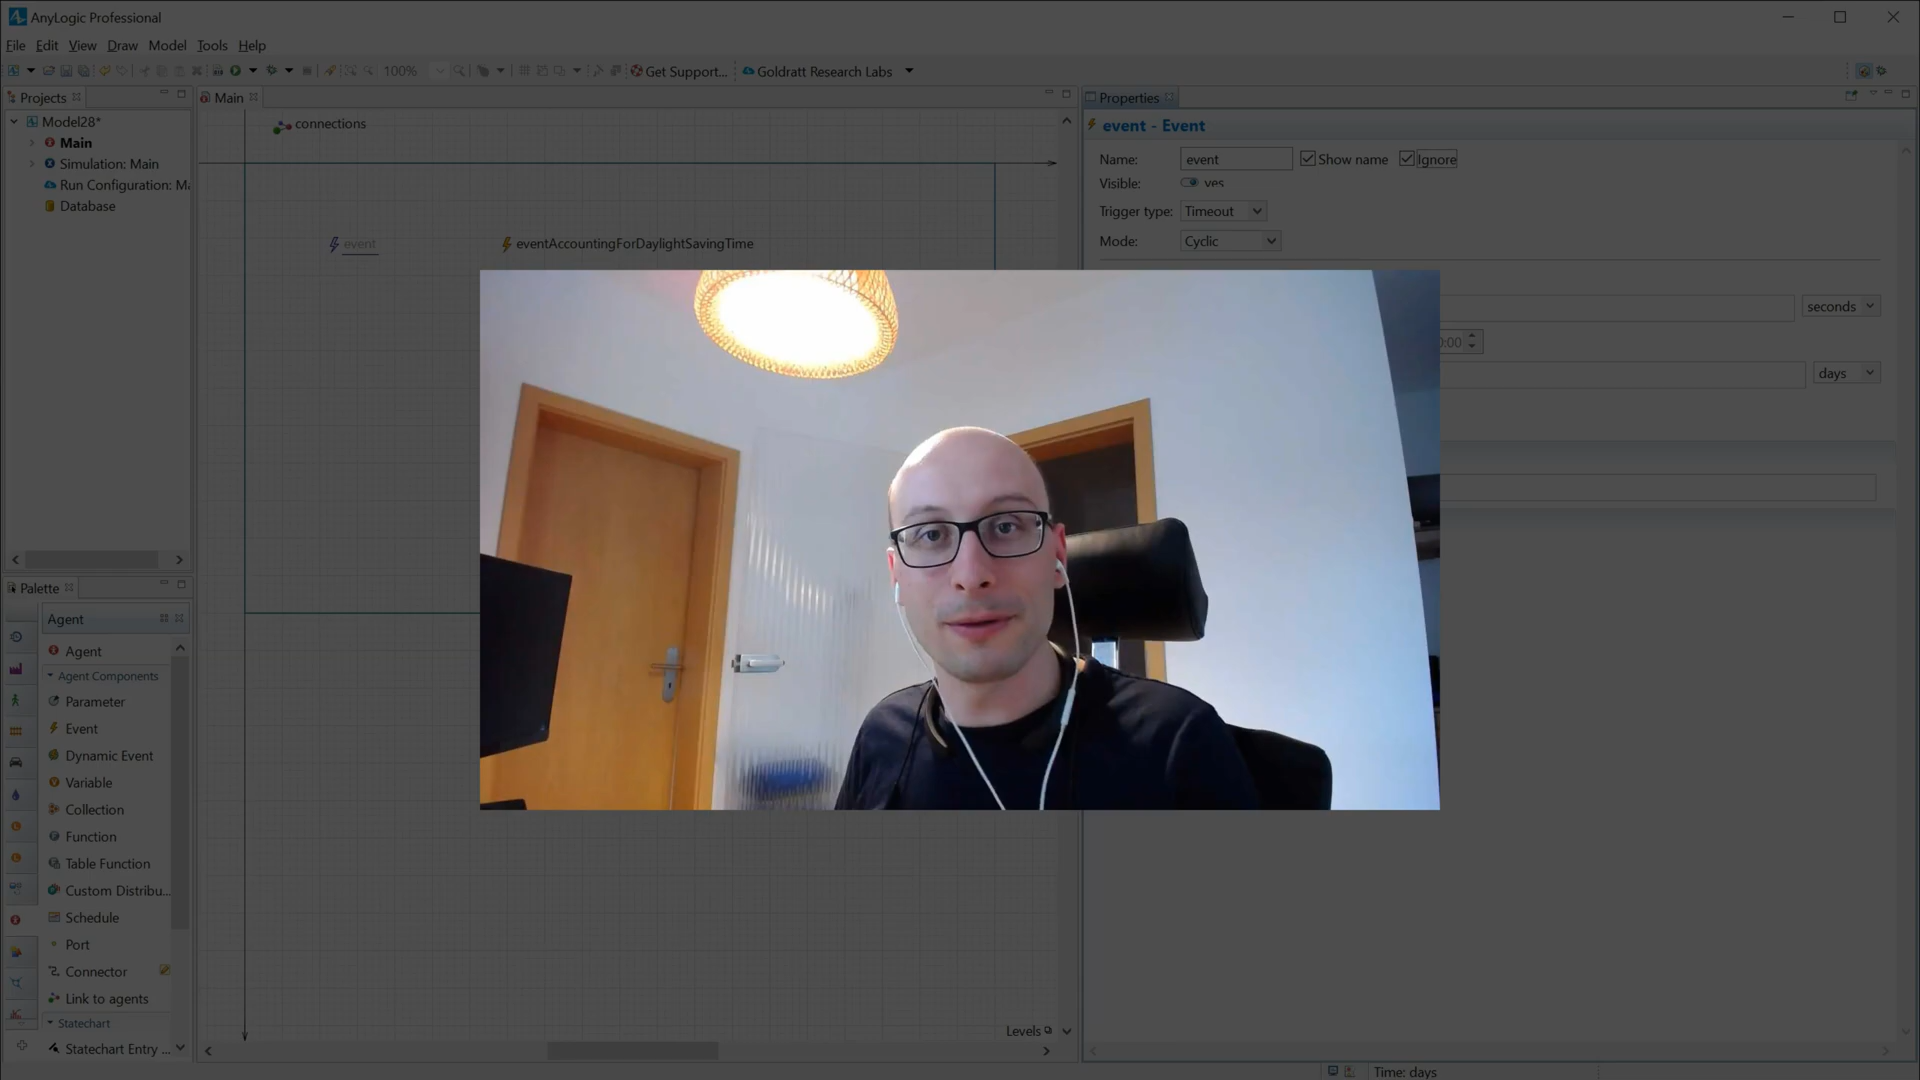 AnyLogic Professional
File Edit View Draw Model Tools Help
100% Get Support... Goldratt Research Labs
Projects
Model28*
Main
Simulation: Main
Run Configuration: Ma
Database
Main
connections
event
eventAccountingForDaylightSavingTime
Properties
event - Event
Name: event Show name Ignore
Visible: yes
Trigger type: Timeout
Mode: Cyclic
seconds
:00
days
Palette
Agent
Agent
Agent Components
Parameter
Event
Dynamic Event
Variable
Collection
Function
Table Function
Custom Distribu...
Schedule
Port
Connector
Link to agents
Statechart
Statechart Entry ...
Levels
Time: days